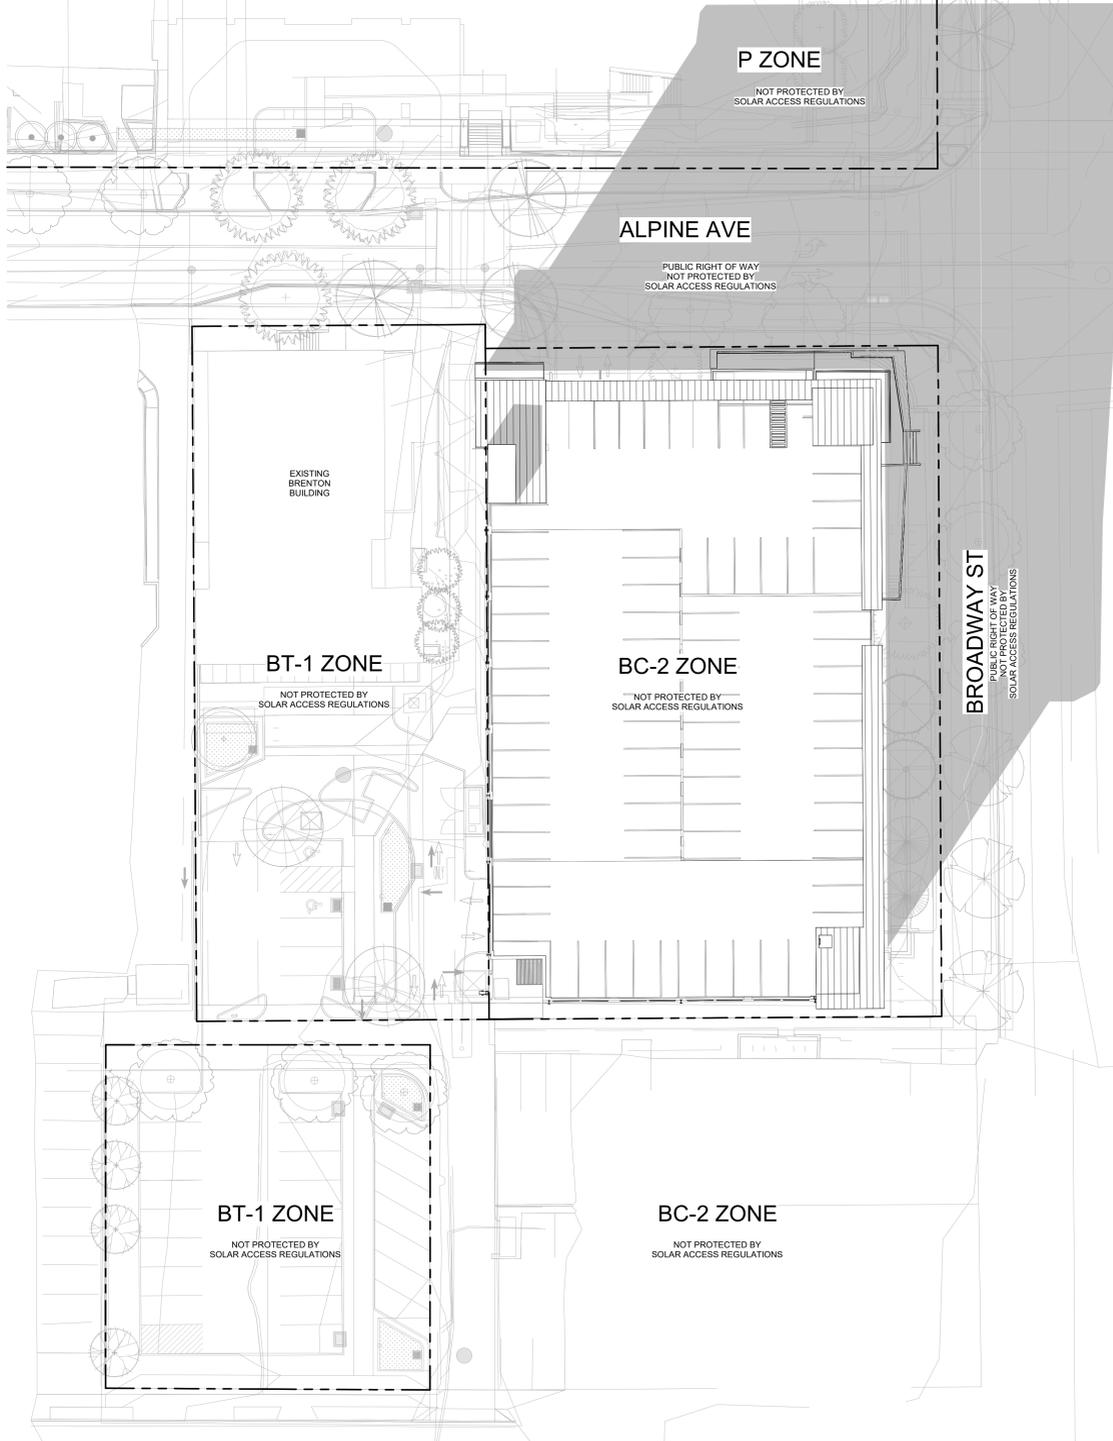 P ZONE
NOT PROTECTED BY
SOLAR ACCESS REGULATIONS
ALPINE AVE
PUBLIC RIGHT OF WAY
NOT PROTECTED BY
SOLAR ACCESS REGULATIONS
EXISTING
BRENTON
BUILDING
BT-1 ZONE
NOT PROTECTED BY
SOLAR ACCESS REGULATIONS
BC-2 ZONE
NOT PROTECTED BY
SOLAR ACCESS REGULATIONS
BROADWAY ST
PUBLIC RIGHT OF WAY
NOT PROTECTED BY
SOLAR ACCESS REGULATIONS
BT-1 ZONE
NOT PROTECTED BY
SOLAR ACCESS REGULATIONS
BC-2 ZONE
NOT PROTECTED BY
SOLAR ACCESS REGULATIONS